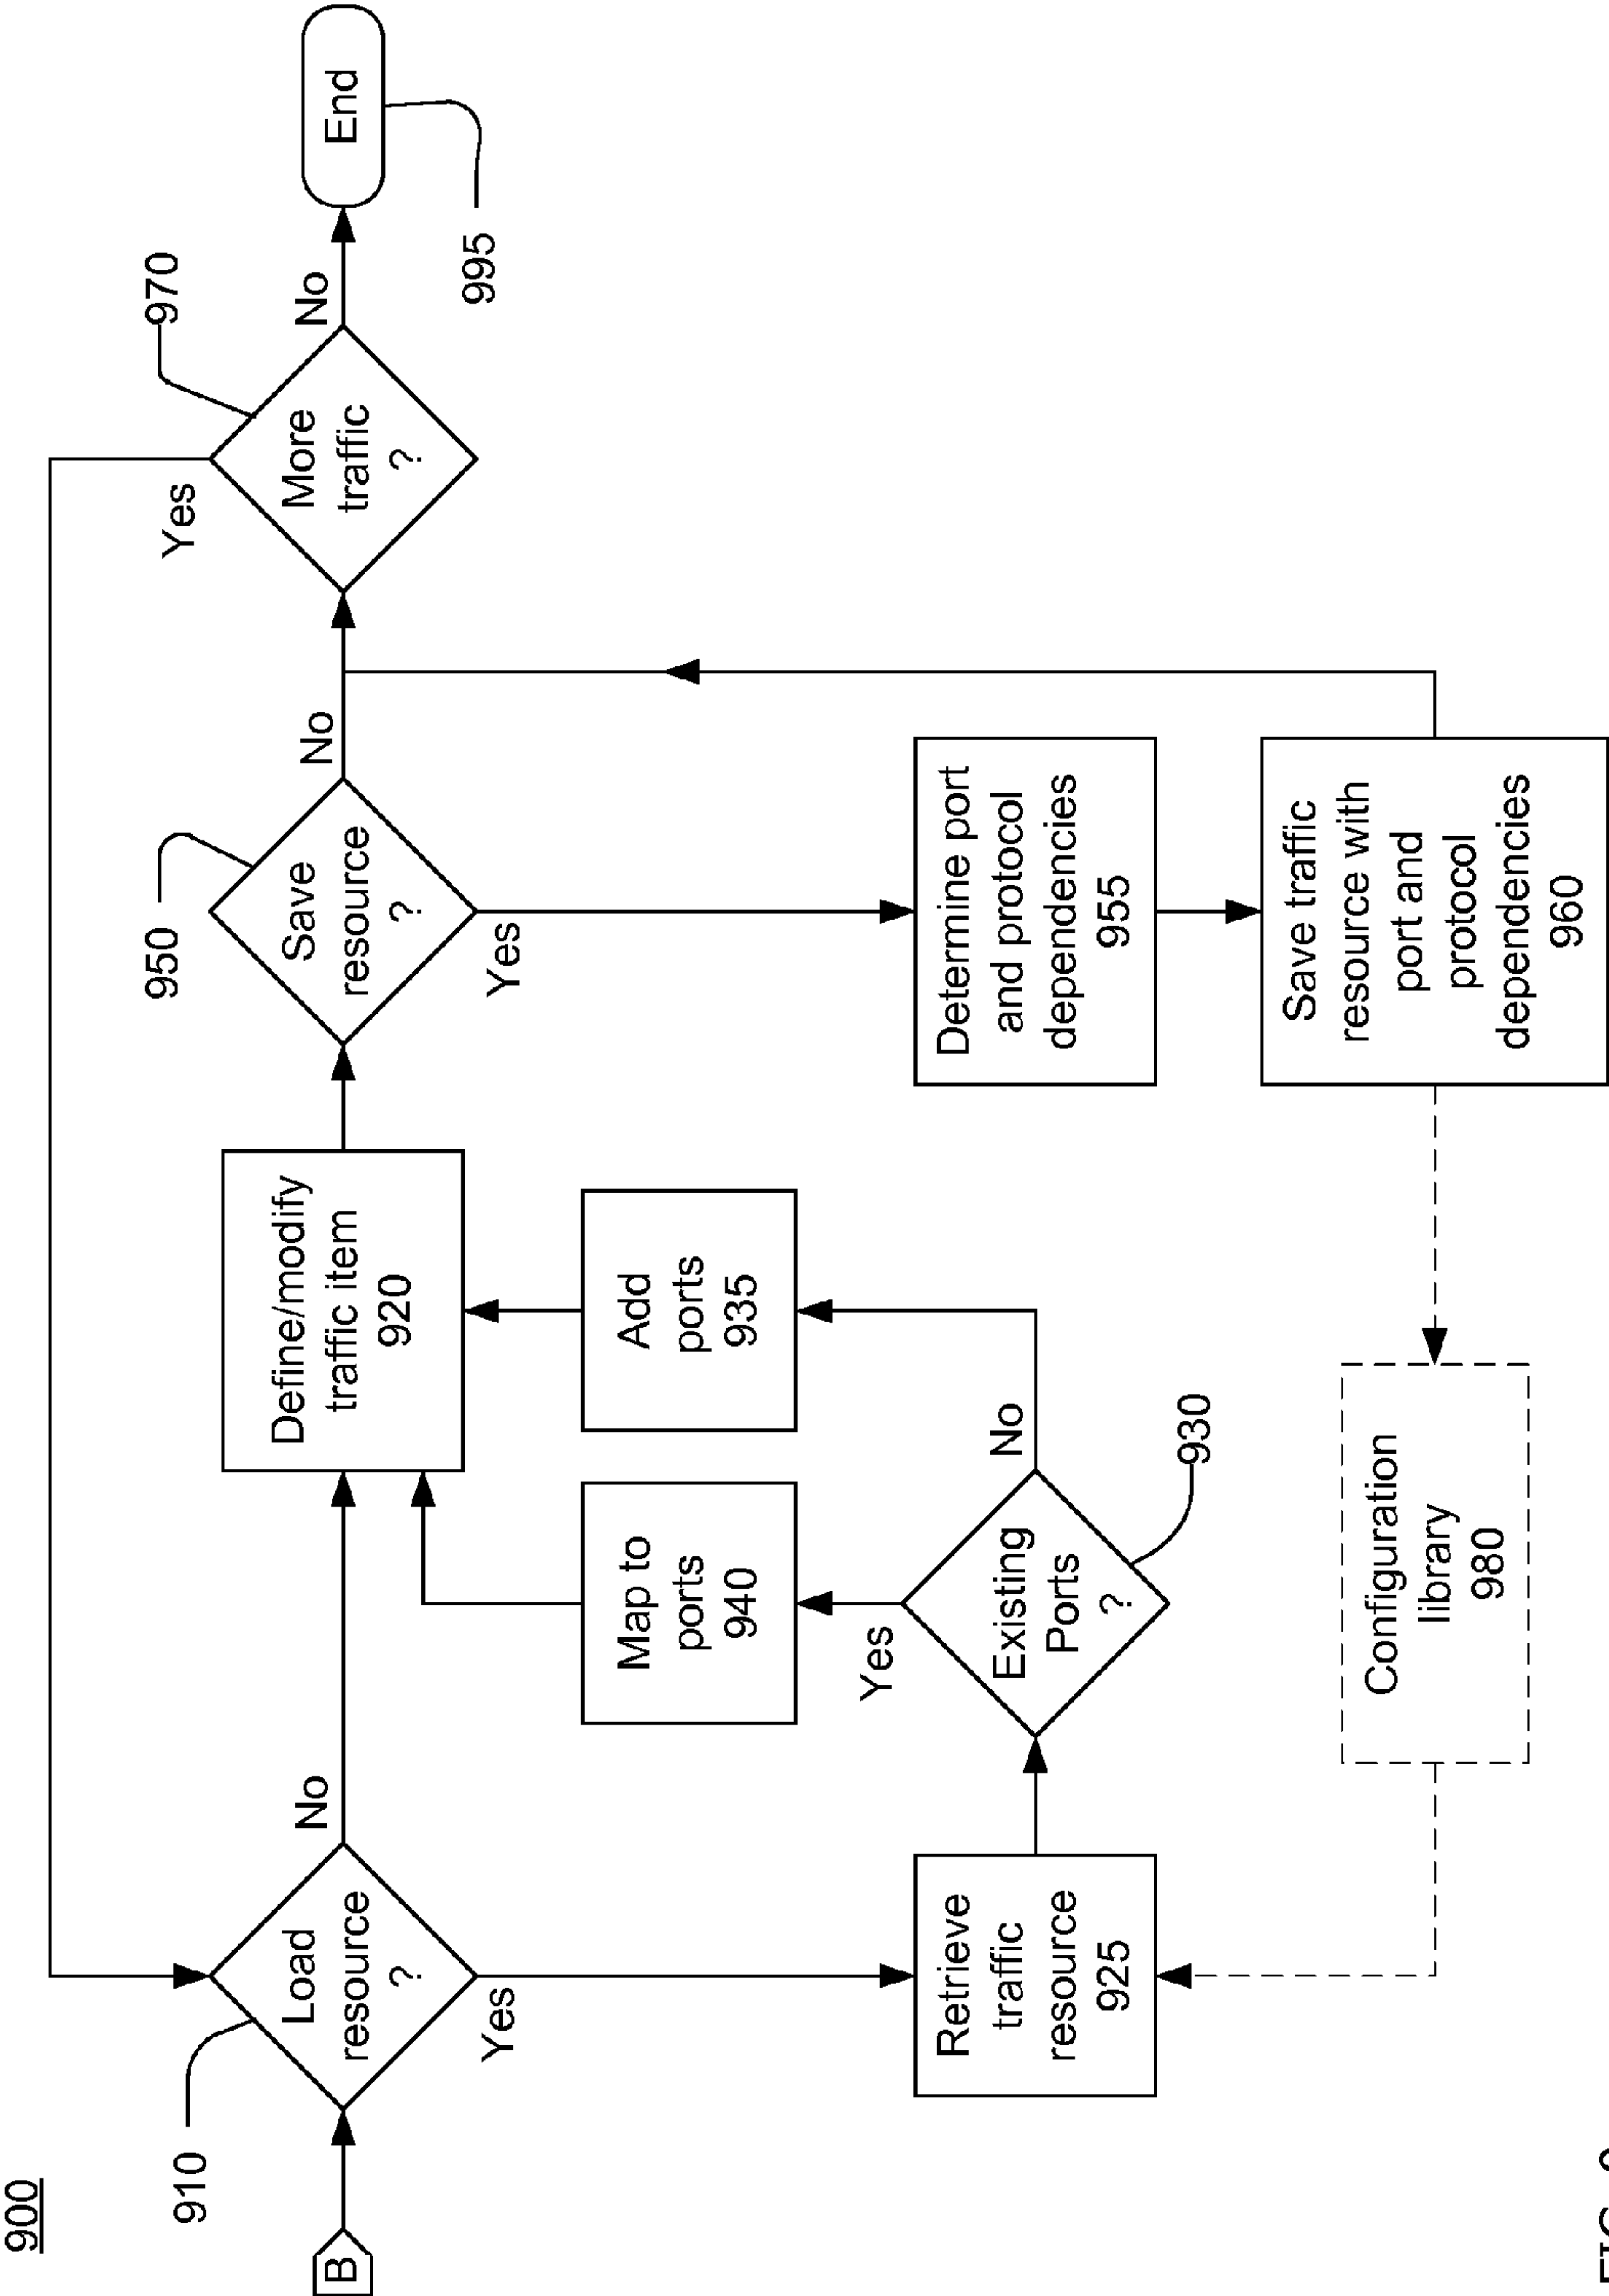 900
B
910
Load
resource
?
No
Yes
Retrieve
traffic
resource
925
Existing
Ports
?
930
Yes
No
Map to
ports
940
Add
ports
935
Define/modify
traffic item
920
950
Save
resource
?
No
Yes
Determine port
and protocol
dependencies
955
Save traffic
resource with
port and
protocol
dependencies
960
Configuration
library
980
970
More
traffic
?
Yes
No
End
995
FIG.